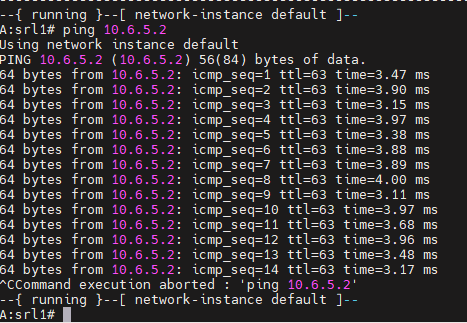 --{ running }--[ network-instance default ]--
A:srl1# ping 10.6.5.2
Using network instance default
PING 10.6.5.2 (10.6.5.2) 56(84) bytes of data.
64 bytes from 10.6.5.2: icmp_seq=1 ttl=63 time=3.47 ms
64 bytes from 10.6.5.2: icmp_seq=2 ttl=63 time=3.90 ms
64 bytes from 10.6.5.2: icmp_seq=3 ttl=63 time=3.15 ms
64 bytes from 10.6.5.2: icmp_seq=4 ttl=63 time=3.97 ms
64 bytes from 10.6.5.2: icmp_seq=5 ttl=63 time=3.38 ms
64 bytes from 10.6.5.2: icmp_seq=6 ttl=63 time=3.88 ms
64 bytes from 10.6.5.2: icmp_seq=7 ttl=63 time=3.89 ms
64 bytes from 10.6.5.2: icmp_seq=8 ttl=63 time=4.00 ms
64 bytes from 10.6.5.2: icmp_seq=9 ttl=63 time=3.11 ms
64 bytes from 10.6.5.2: icmp_seq=10 ttl=63 time=3.97 ms
64 bytes from 10.6.5.2: icmp_seq=11 ttl=63 time=3.68 ms
64 bytes from 10.6.5.2: icmp_seq=12 ttl=63 time=3.96 ms
64 bytes from 10.6.5.2: icmp_seq=13 ttl=63 time=3.48 ms
64 bytes from 10.6.5.2: icmp_seq=14 ttl=63 time=3.17 ms
^CCommand execution aborted : 'ping 10.6.5.2'
--{ running }--[ network-instance default ]--
A:srl1#